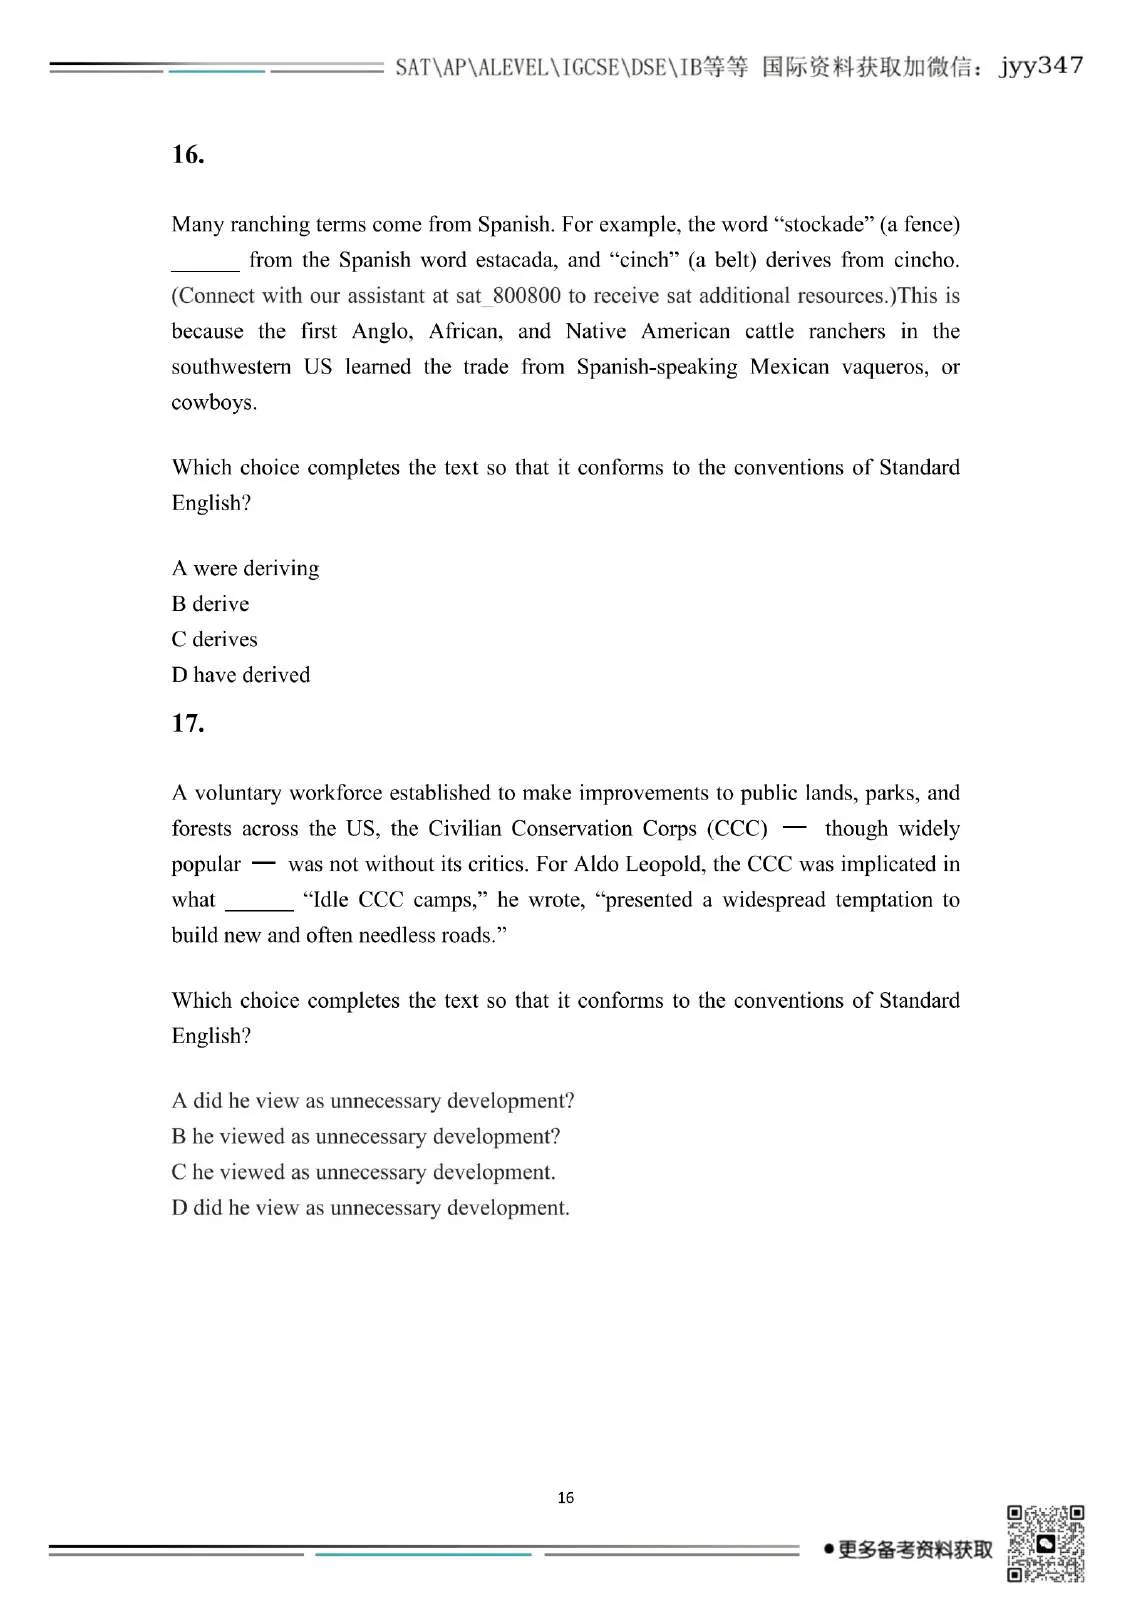 SAT\AP\ALEVEL\IGCSE\DSE\IB等等 国际资料获取加微信： jyy347
16.
Many ranching terms come from Spanish. For example, the word “stockade” (a fence)
______ from the Spanish word estacada, and “cinch” (a belt) derives from cincho.
(Connect with our assistant at sat_800800 to receive sat additional resources.)This is
because the first Anglo, African, and Native American cattle ranchers in the
southwestern US learned the trade from Spanish-speaking Mexican vaqueros, or
cowboys.
Which choice completes the text so that it conforms to the conventions of Standard
English?
A were deriving
B derive
C derives
D have derived
17.
A voluntary workforce established to make improvements to public lands, parks, and
forests across the US, the Civilian Conservation Corps (CCC) — though widely
popular — was not without its critics. For Aldo Leopold, the CCC was implicated in
what ______ “Idle CCC camps,” he wrote, “presented a widespread temptation to
build new and often needless roads.”
Which choice completes the text so that it conforms to the conventions of Standard
English?
A did he view as unnecessary development?
B he viewed as unnecessary development?
C he viewed as unnecessary development.
D did he view as unnecessary development.
16
●更多备考资料获取